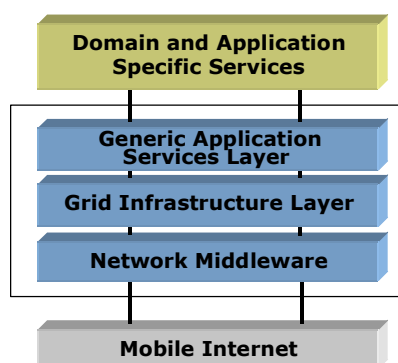 Domain and Application
Specific Services
Generic Application
Services Layer
Grid Infrastructure Layer
Network Middleware
Mobile Internet